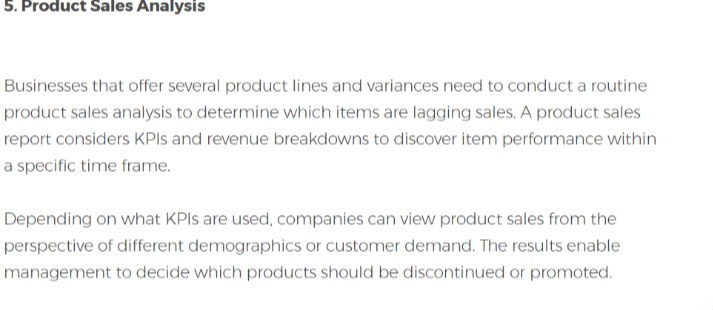 5. Product Sales Analysis
Businesses that offer several product lines and variances need to conduct a routine
product sales analysis to determine which items are lagging sales. A product sales
report considers KPIs and revenue breakdowns to discover item performance within
a specific time frame.
Depending on what KPIs are used, companies can view product sales from the
perspective of different demographics or customer demand. The results enable
management to decide which products should be discontinued or promoted.